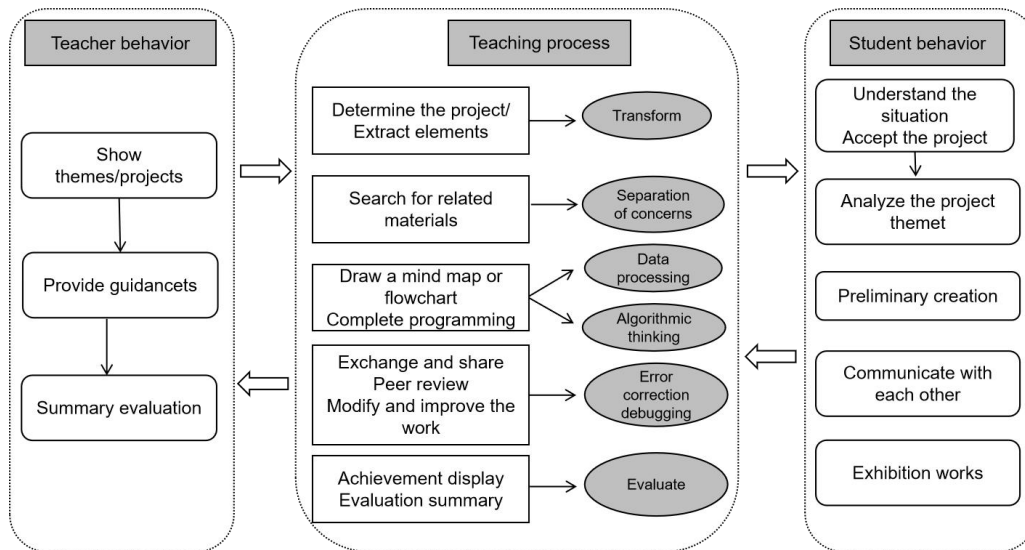 Teacher behavior
Show
themes/projects
Provide guidancets
Summary evaluation
Teaching process
Determine the project/
Extract elements
Transform
Search for related
materials
Separation
of concerns
Draw a mind map or
flowchart
Complete programming
Data
processing
Algorithmic
thinking
Exchange and share
Peer review
Modify and improve the
work
Error
correction
debugging
Achievement display
Evaluation summary
Evaluate
Student behavior
Understand the
situation
Accept the project
Analyze the project
themet
Preliminary creation
Communicate with
each other
Exhibition works